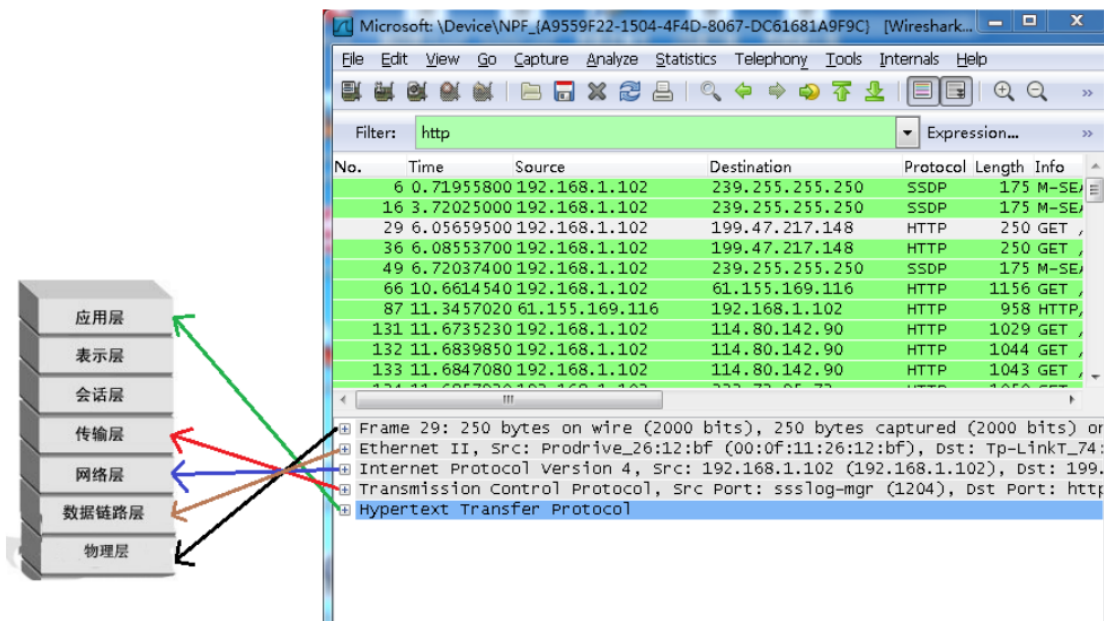 Microsoft: \Device\NPF_{A9559F22-1504-4F4D-8067-DC61681A9F9C} [Wireshark...
File Edit View Go Capture Analyze Statistics Telephony Tools Internals Help
Filter: http Expression...
No. Time Source Destination Protocol Length Info
6 0.71955800 192.168.1.102 239.255.255.250 SSDP 175 M-SEA
16 3.72025000 192.168.1.102 239.255.255.250 SSDP 175 M-SEA
29 6.05659500 192.168.1.102 199.47.217.148 HTTP 250 GET /
36 6.08553700 192.168.1.102 199.47.217.148 HTTP 250 GET /
49 6.72037400 192.168.1.102 239.255.255.250 SSDP 175 M-SEA
66 10.6614540 192.168.1.102 61.155.169.116 HTTP 1156 GET /
87 11.3457020 61.155.169.116 192.168.1.102 HTTP 958 HTTP/
131 11.6735230 192.168.1.102 114.80.142.90 HTTP 1029 GET /
132 11.6839850 192.168.1.102 114.80.142.90 HTTP 1044 GET /
133 11.6847080 192.168.1.102 114.80.142.90 HTTP 1043 GET /
Frame 29: 250 bytes on wire (2000 bits), 250 bytes captured (2000 bits) on
Ethernet II, Src: Prodrive_26:12:bf (00:0f:11:26:12:bf), Dst: Tp-LinkT_74:
Internet Protocol Version 4, Src: 192.168.1.102 (192.168.1.102), Dst: 199.
Transmission Control Protocol, Src Port: ssslog-mgr (1204), Dst Port: http
Hypertext Transfer Protocol
应用层
表示层
会话层
传输层
网络层
数据链路层
物理层